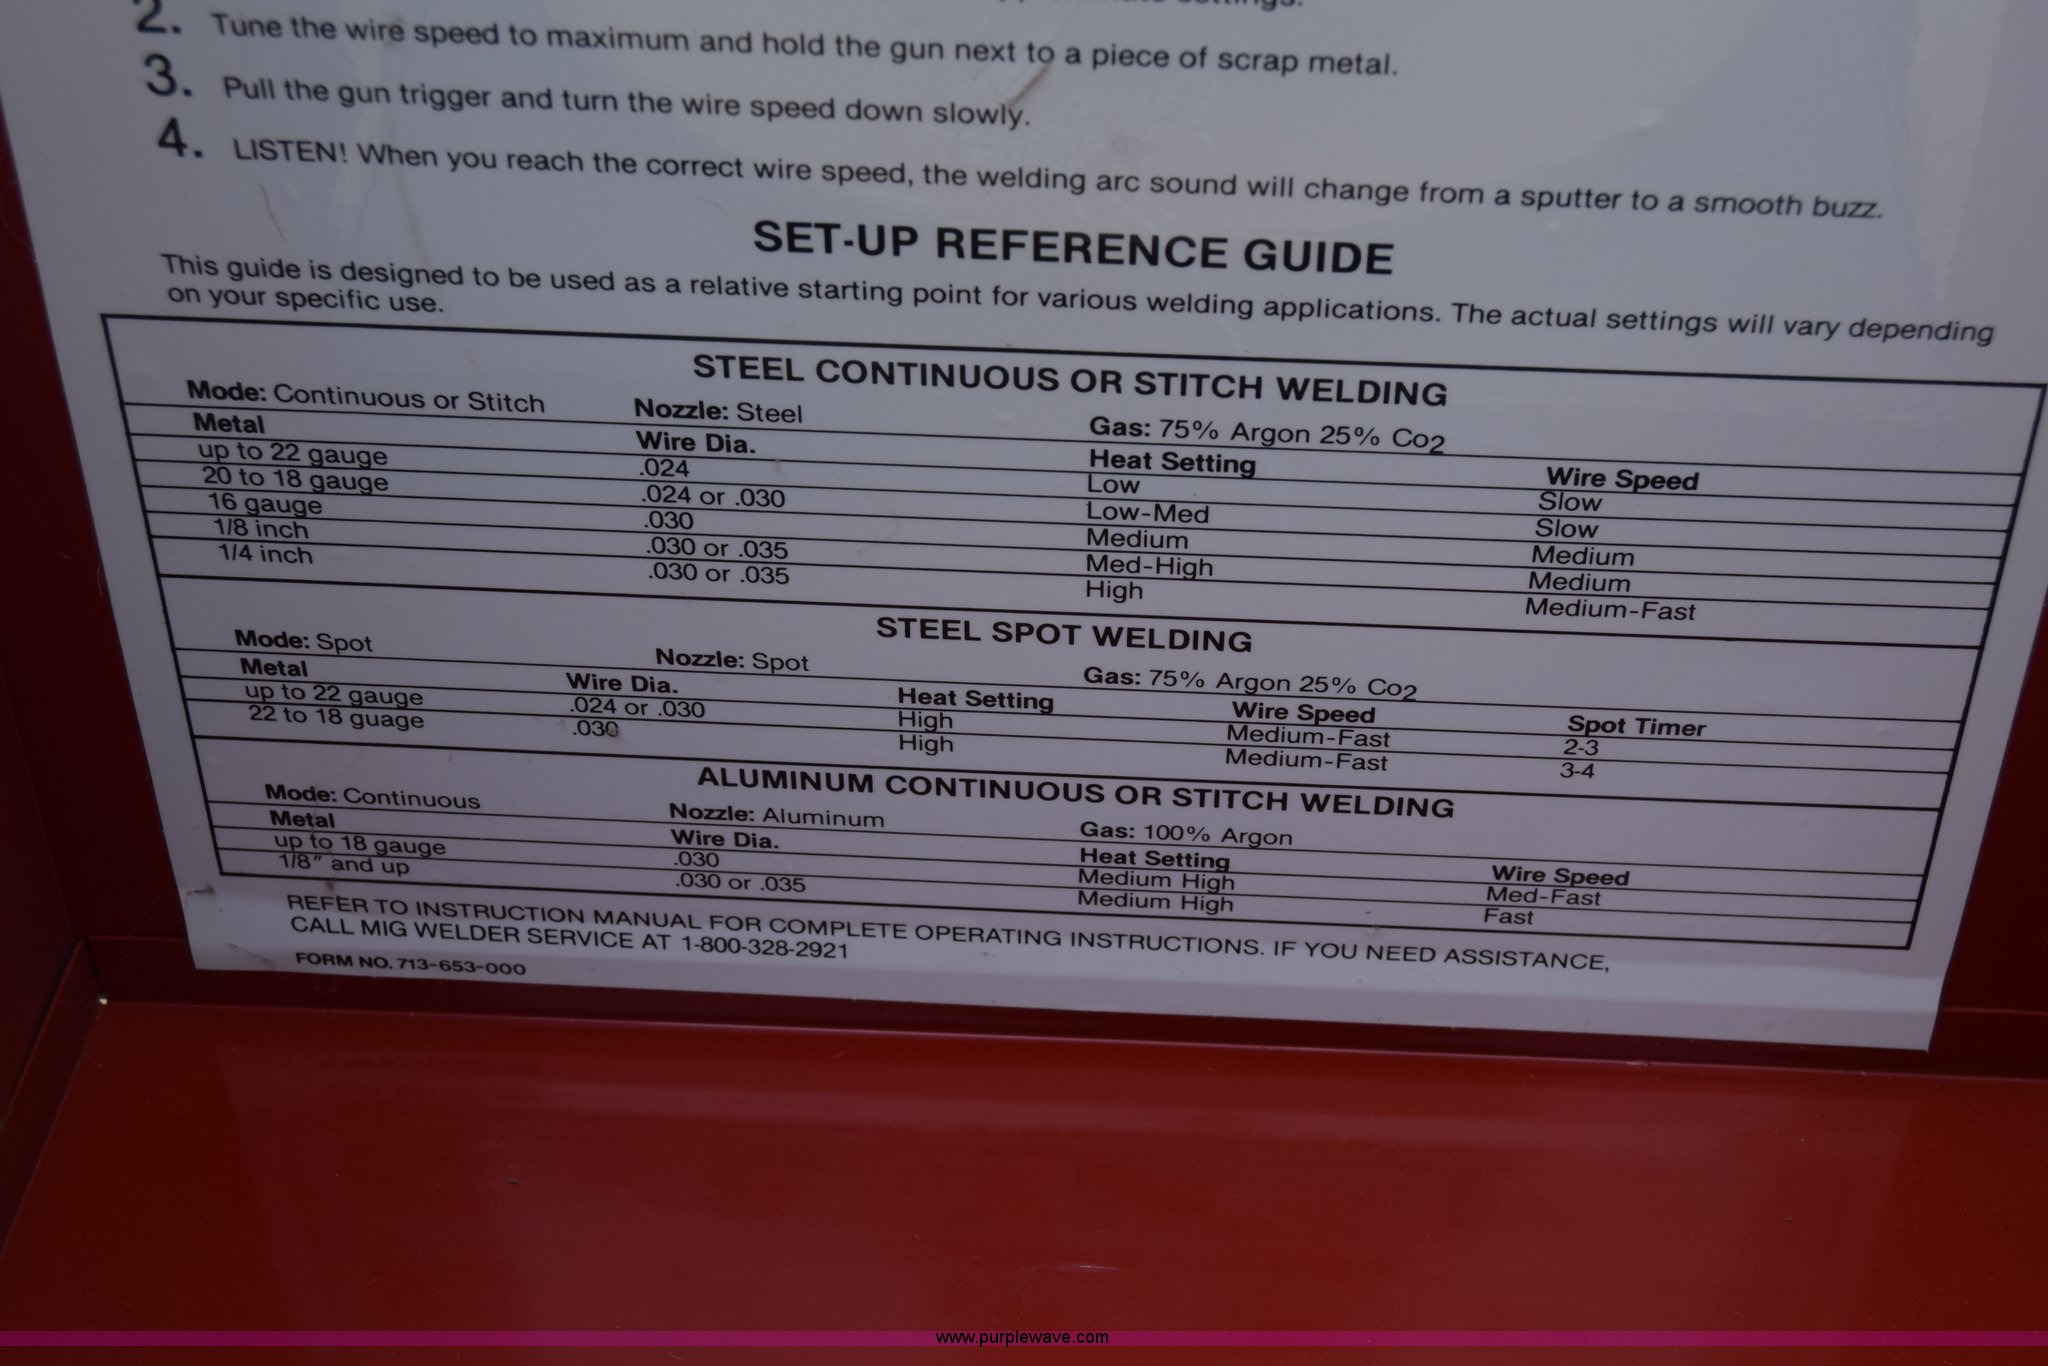 settings.
2. Tune the wire speed to maximum and hold the gun next to a piece of scrap metal.
3. Pull the gun trigger and turn the wire speed down slowly.
4. LISTEN! When you reach the correct wire speed, the welding arc sound will change from a sputter to a smooth buzz.
SET-UP REFERENCE GUIDE
This guide is designed to be used as a relative starting point for various welding applications. The actual settings will vary depending
on your specific use.
STEEL CONTINUOUS OR STITCH WELDING
Mode: Continuous or Stitch Nozzle: Steel Gas: 75% Argon 25% Co2
Metal Wire Dia. Heat Setting Wire Speed
up to 22 gauge .024 Low Slow
20 to 18 gauge .024 or .030 Low-Med Slow
16 gauge .030 Medium Medium
1/8 inch .030 or .035 Med-High Medium
1/4 inch .030 or .035 High Medium-Fast
STEEL SPOT WELDING
Mode: Spot Nozzle: Spot Gas: 75% Argon 25% Co2
Metal Wire Dia. Heat Setting Wire Speed Spot Timer
up to 22 gauge .024 or .030 High Medium-Fast 2-3
22 to 18 guage .030 High Medium-Fast 3-4
ALUMINUM CONTINUOUS OR STITCH WELDING
Mode: Continuous Nozzle: Aluminum Gas: 100% Argon
Metal Wire Dia. Heat Setting Wire Speed
up to 18 gauge .030 Medium High Med-Fast
1/8" and up .030 or .035 Medium High Fast
REFER TO INSTRUCTION MANUAL FOR COMPLETE OPERATING INSTRUCTIONS. IF YOU NEED ASSISTANCE,
CALL MIG WELDER SERVICE AT 1-800-328-2921
FORM NO. 713-653-000
www.purplewave.com